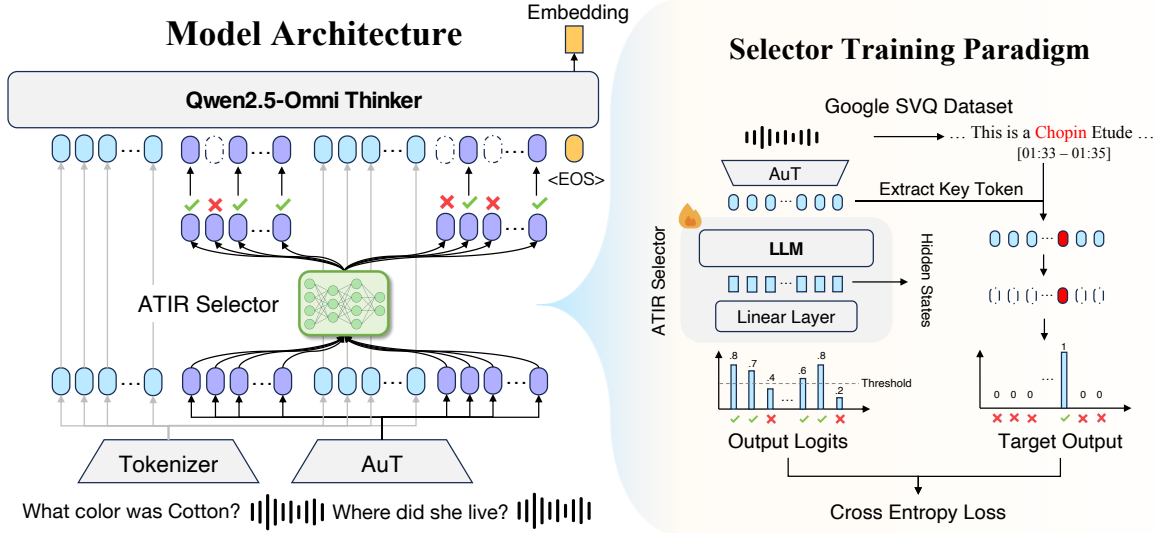 Model Architecture
Embedding
Qwen2.5-Omni Thinker
<EOS>
ATIR Selector
Tokenizer
AuT
What color was Cotton?
Where did she live?
Selector Training Paradigm
Google SVQ Dataset
... This is a Chopin Etude ...
[01:33 – 01:35]
AuT
Extract Key Token
ATIR Selector
LLM
Linear Layer
Hidden States
.8 .7 .4 ... .6 .8 .2
Threshold
Output Logits
0 0 0 ... 1 0 0
Target Output
Cross Entropy Loss